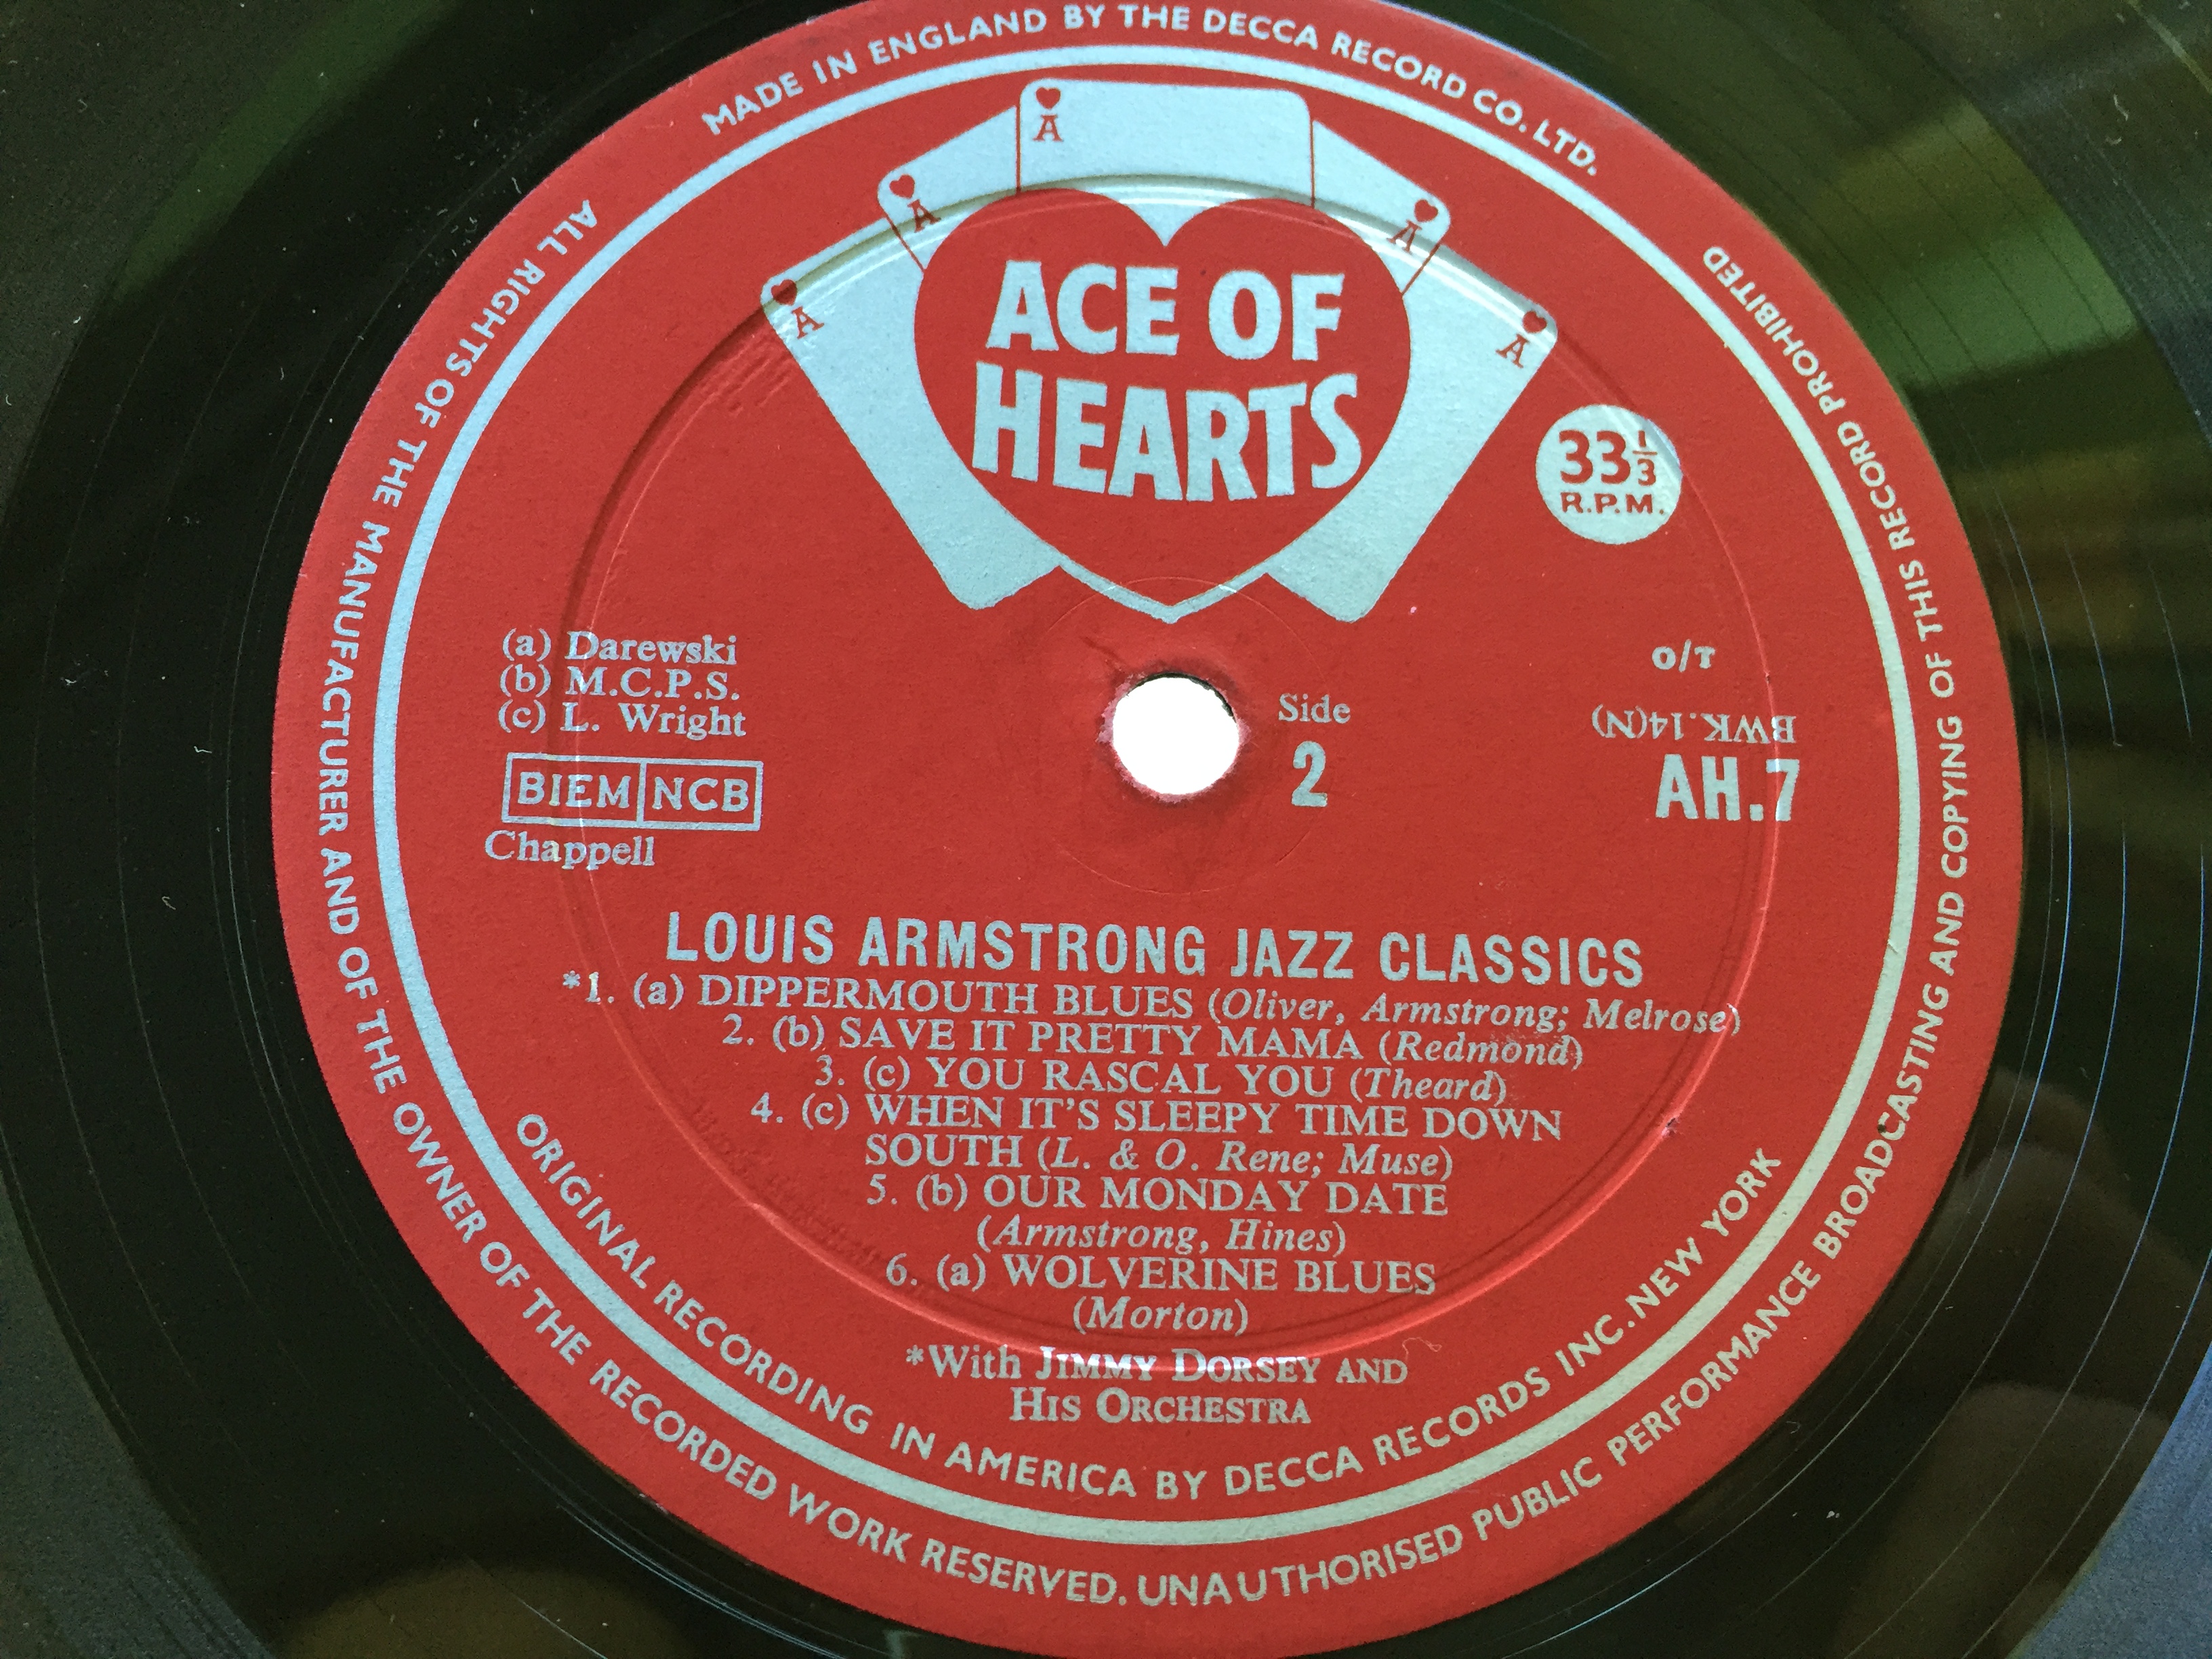 MADE IN ENGLAND BY THE DECCA RECORD CO. LTD.
ALL RIGHTS OF THE MANUFACTURER AND OF THE OWNER OF THE RECORDED WORK RESERVED. UNAUTHORISED PUBLIC PERFORMANCE BROADCASTING AND COPYING OF THIS RECORD PROHIBITED
A
A
A
A
A
ACE OF
HEARTS
33 1/3
R.P.M.
(a) Darewski
(b) M.C.P.S.
(c) L. Wright
BIEM NCB
Chappell
Side
2
O/T
BWK.14(N)
AH.7
LOUIS ARMSTRONG JAZZ CLASSICS
*1. (a) DIPPERMOUTH BLUES (Oliver, Armstrong; Melrose)
2. (b) SAVE IT PRETTY MAMA (Redmond)
3. (c) YOU RASCAL YOU (Theard)
4. (c) WHEN IT'S SLEEPY TIME DOWN
SOUTH (L. & O. Rene; Muse)
5. (b) OUR MONDAY DATE
(Armstrong, Hines)
6. (a) WOLVERINE BLUES
(Morton)
*With JIMMY DORSEY AND
HIS ORCHESTRA
ORIGINAL RECORDING IN AMERICA BY DECCA RECORDS INC. NEW YORK